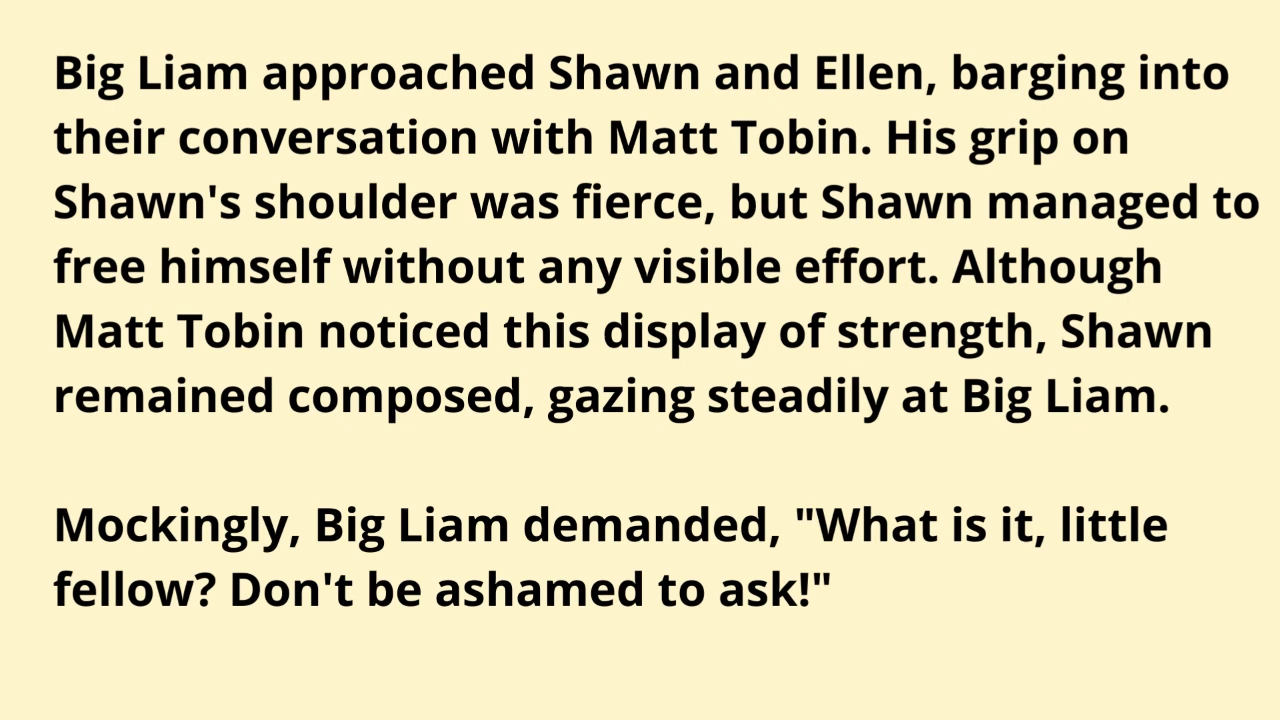 Big Liam approached Shawn and Ellen, barging into
their conversation with Matt Tobin. His grip on
Shawn's shoulder was fierce, but Shawn managed to
free himself without any visible effort. Although
Matt Tobin noticed this display of strength, Shawn
remained composed, gazing steadily at Big Liam.
Mockingly, Big Liam demanded, "What is it, little
fellow? Don't be ashamed to ask!"